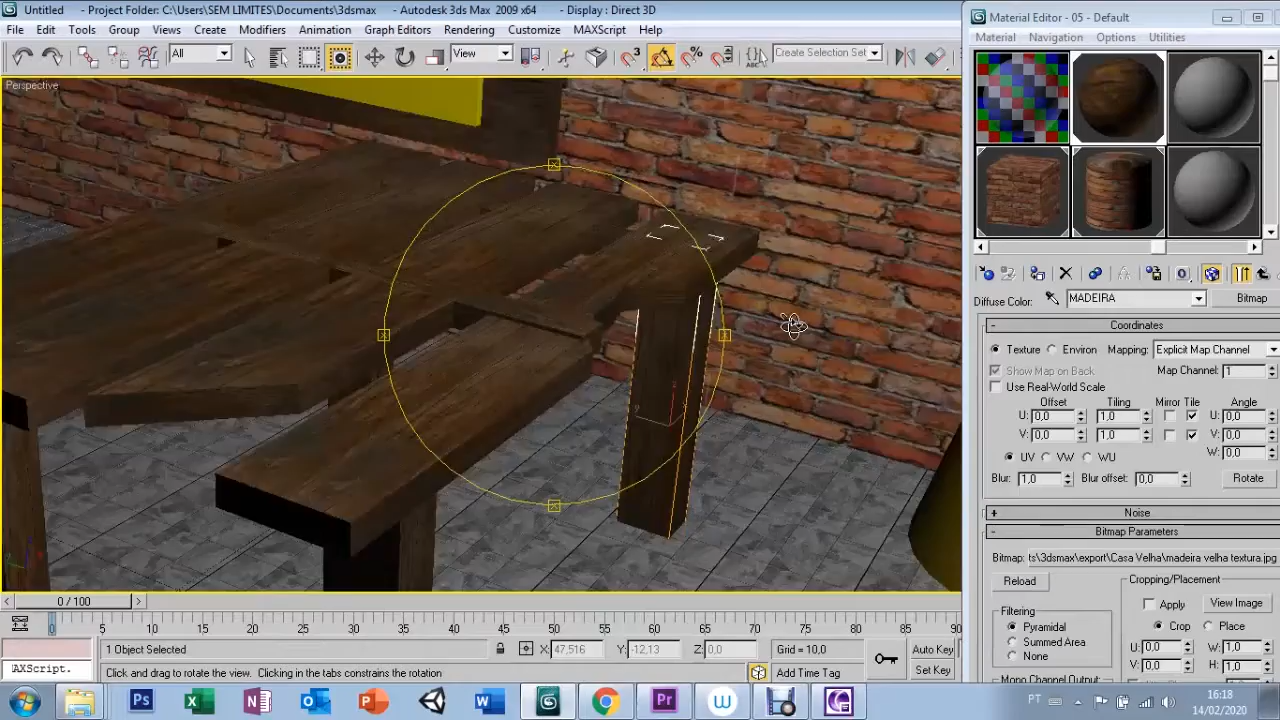 Untitled - Project Folder: C:\Users\SEM LIMITES\Documents\3dsmax - Autodesk 3ds Max 2009 x64 - Display : Direct 3D
File Edit Tools Group Views Create Modifiers Animation Graph Editors Rendering Customize MAXScript Help
All View Create Selection Set
Perspective
Material Editor - 05 - Default
Material Navigation Options Utilities
Diffuse Color: MADEIRA Bitmap
- Coordinates
Texture Environ Mapping: Explicit Map Channel
Show Map on Back Map Channel: 1
Use Real-World Scale
Offset Tiling Mirror Tile Angle
U: 0,0 1,0 U: 0,0
V: 0,0 1,0 V: 0,0
UV VW WU W: 0,0
Blur: 1,0 Blur offset: 0,0 Rotate
+ Noise
- Bitmap Parameters
Bitmap: ts\3dsmax\export\Casa Velha\madeira velha textura.jpg
Reload Cropping/Placement
Apply View Image
Filtering
Pyramidal Crop Place
Summed Area U: 0,0 W: 1,0
None V: 0,0 H: 1,0
Mono Channel Output:
0 / 100
0 5 10 15 20 25 30 35 40 45 50 55 60 65 70 75 80 85 90
1 Object Selected X: 47,516 Y: -12,13 Z: 0,0 Grid = 10,0 Auto Key
AXScript. Click and drag to rotate the view. Clicking in the tabs constrains the rotation Add Time Tag Set Key
PT 16:18
14/02/2020